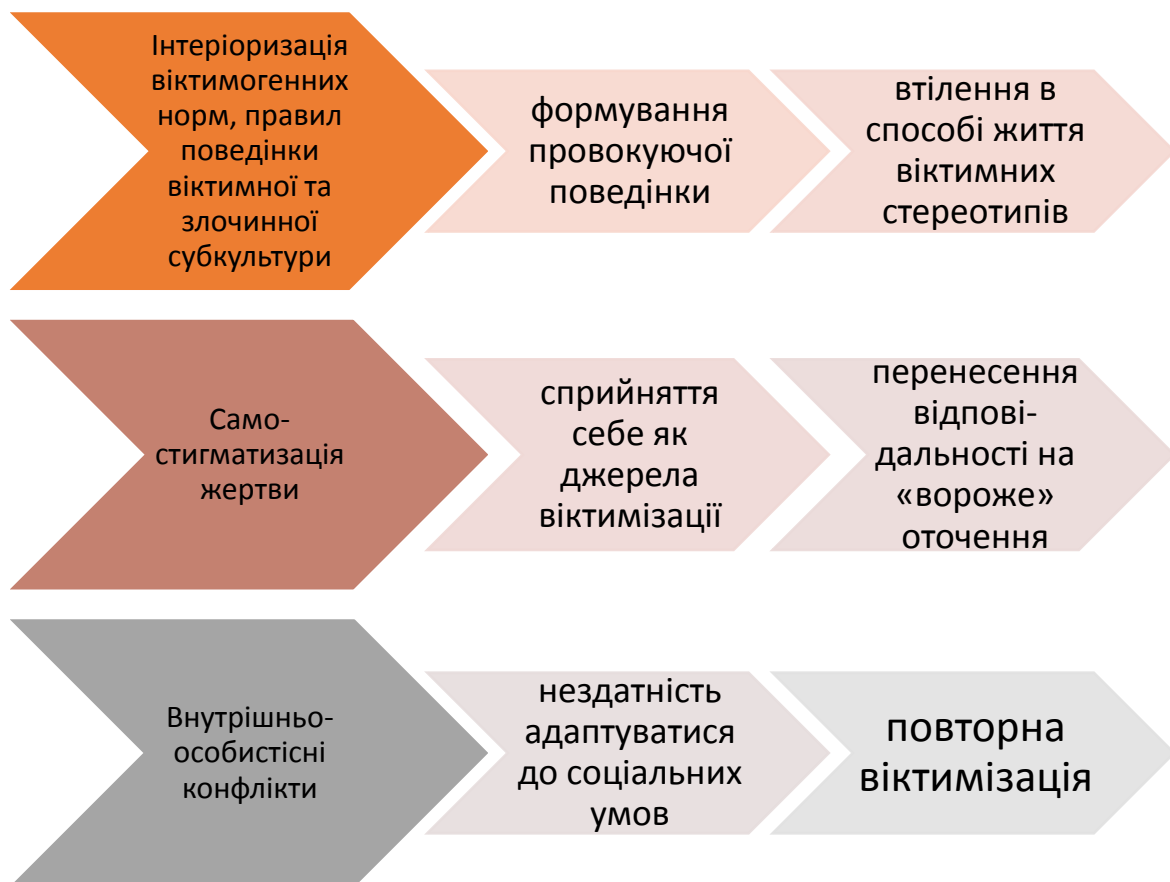 Інтеріоризація
віктимогенних
норм, правил
поведінки
віктимної та
злочинної
субкультури
формування
провокуючої
поведінки
втілення в
способі життя
віктимних
стереотипів
Само-
стигматизація
жертви
сприйняття
себе як
джерела
віктимізації
перенесення
відпові-
дальності на
«вороже»
оточення
Внутрішньо-
особистісні
конфлікти
нездатність
адаптуватися
до соціальних
умов
повторна
віктимізація